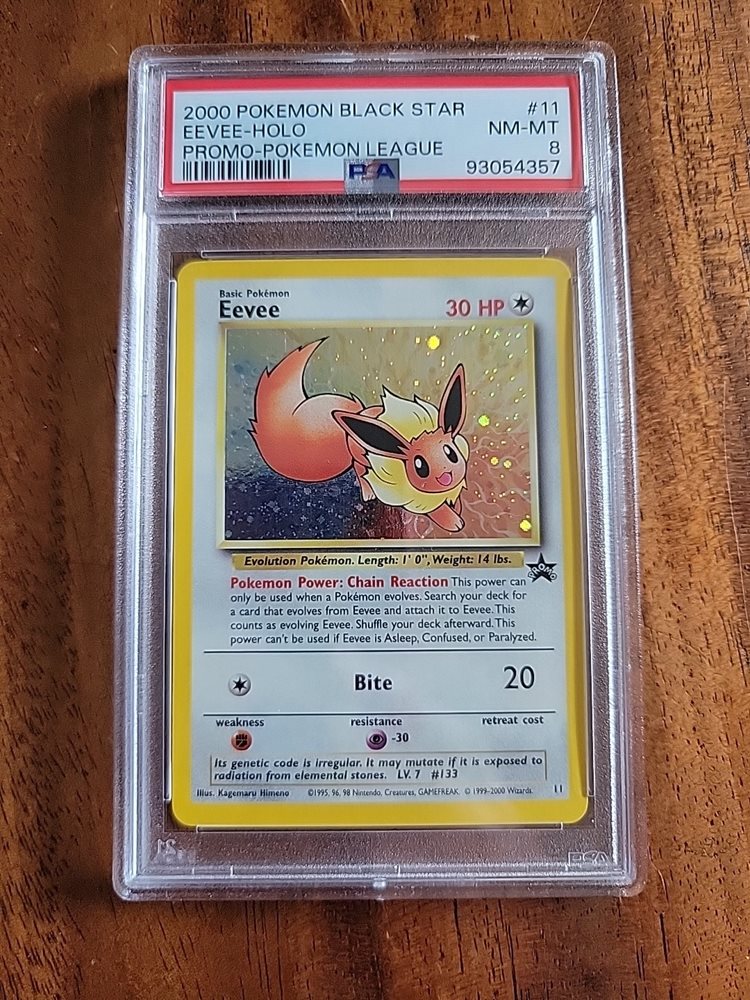 2000 POKEMON BLACK STAR #11
EEVEE-HOLO NM-MT
PROMO-POKEMON LEAGUE 8
PSA 93054357
Basic Pokémon
Eevee 30 HP
Evolution Pokémon. Length: 1' 0", Weight: 14 lbs.
PROMO
Pokemon Power: Chain Reaction This power can
only be used when a Pokémon evolves. Search your deck for
a card that evolves from Eevee and attach it to Eevee. This
counts as evolving Eevee. Shuffle your deck afterward. This
power can't be used if Eevee is Asleep, Confused, or Paralyzed.
Bite 20
weakness resistance retreat cost
-30
Its genetic code is irregular. It may mutate if it is exposed to
radiation from elemental stones. LV. 7 #133
Illus. Kagemaru Himeno ©1995, 96, 98 Nintendo, Creatures, GAMEFREAK. © 1999-2000 Wizards. 11
PSA